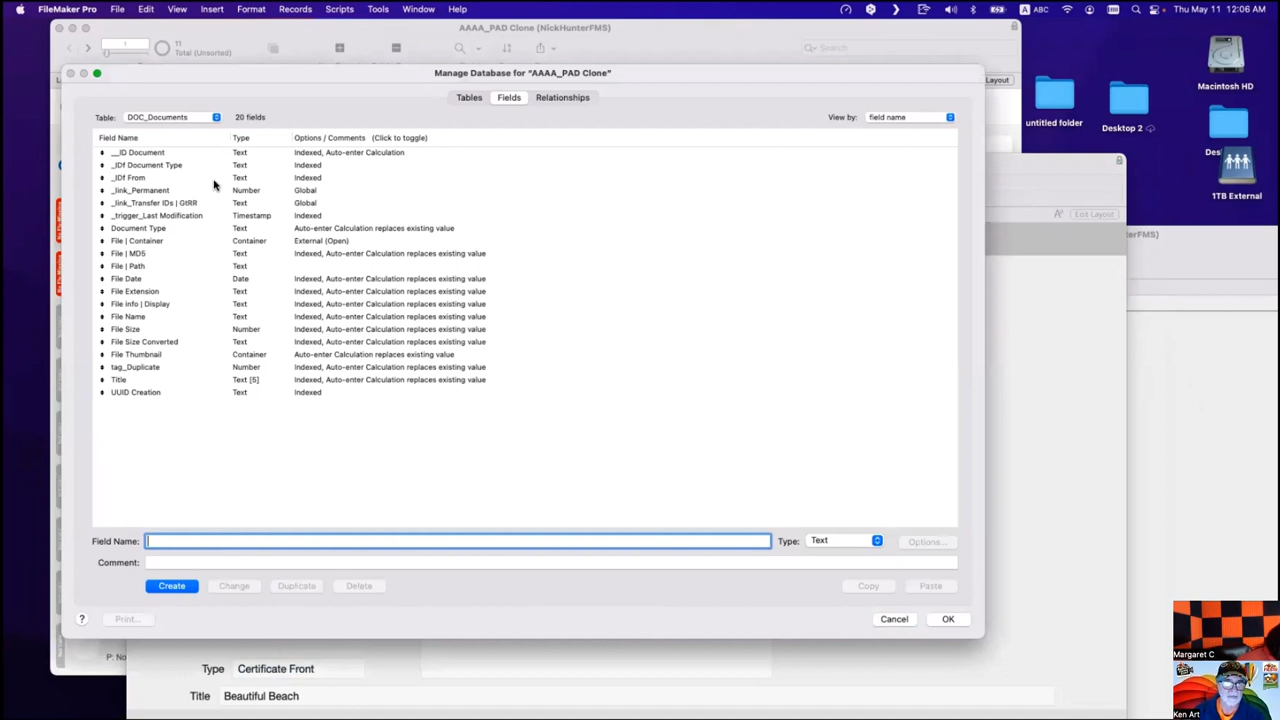 FileMaker Pro File Edit View Insert Format Records Scripts Tools Window Help A ABC Thu May 11 12:06 AM
AAAA_PAD Clone (NickHunterFMS)
1
11
Total (Unsorted)
Search
Layout
Manage Database for "AAAA_PAD Clone"
Tables Fields Relationships
Table: DOC_Documents 20 fields View by: field name
Field Name Type Options / Comments (Click to toggle)
__ID Document Text Indexed, Auto-enter Calculation
_IDf Document Type Text Indexed
_IDf From Text Indexed
_link_Permanent Number Global
_link_Transfer IDs | GtRR Text Global
_trigger_Last Modification Timestamp Indexed
Document Type Text Auto-enter Calculation replaces existing value
File | Container Container External (Open)
File | MD5 Text Indexed, Auto-enter Calculation replaces existing value
File | Path Text
File Date Date Indexed, Auto-enter Calculation replaces existing value
File Extension Text Indexed, Auto-enter Calculation replaces existing value
File Info | Display Text Indexed, Auto-enter Calculation replaces existing value
File Name Text Indexed, Auto-enter Calculation replaces existing value
File Size Number Indexed, Auto-enter Calculation replaces existing value
File Size Converted Text Indexed, Auto-enter Calculation replaces existing value
File Thumbnail Container Auto-enter Calculation replaces existing value
tag_Duplicate Number Indexed, Auto-enter Calculation replaces existing value
Title Text [5] Indexed, Auto-enter Calculation replaces existing value
UUID Creation Text Indexed
Field Name: Type: Text Options...
Comment:
Create Change Duplicate Delete Copy Paste
? Print... Cancel OK
Edit Layout
erFMS)
Macintosh HD
untitled folder
Desktop 2
1TB External
P: No
Type Certificate Front
Title Beautiful Beach
Margaret C
Ken Art